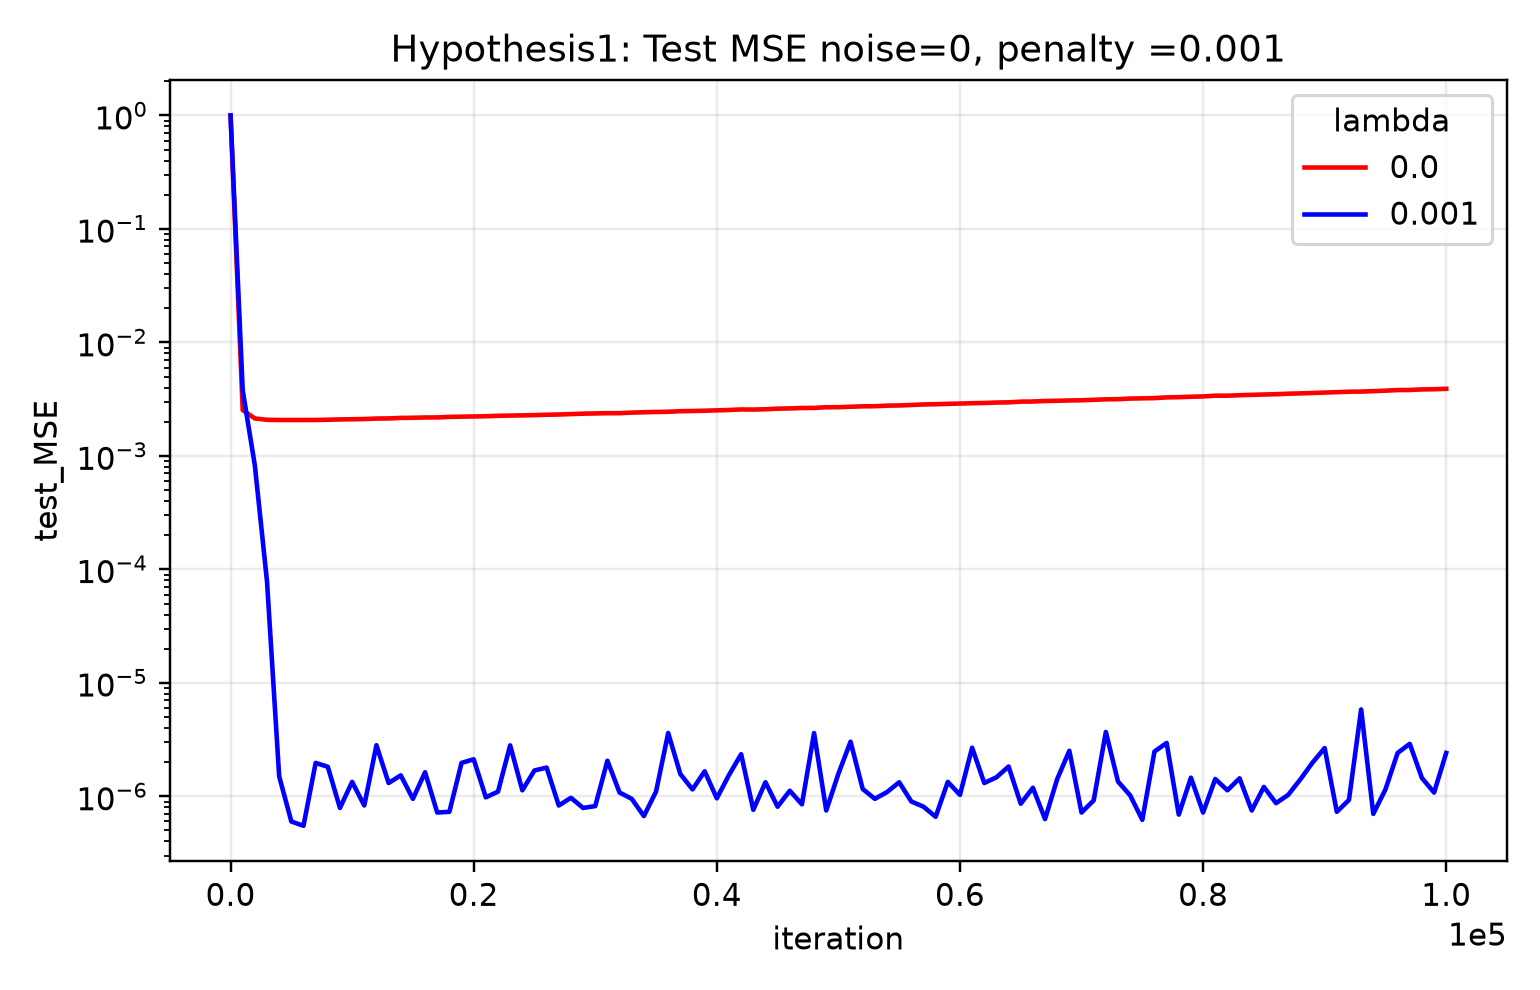 Hypothesis1: Test MSE noise=0, penalty =0.001
lambda
0.0
0.001
10⁰
10⁻¹
10⁻²
10⁻³
10⁻⁴
10⁻⁵
10⁻⁶
test_MSE
0.0 0.2 0.4 0.6 0.8 1.0
iteration
1e5